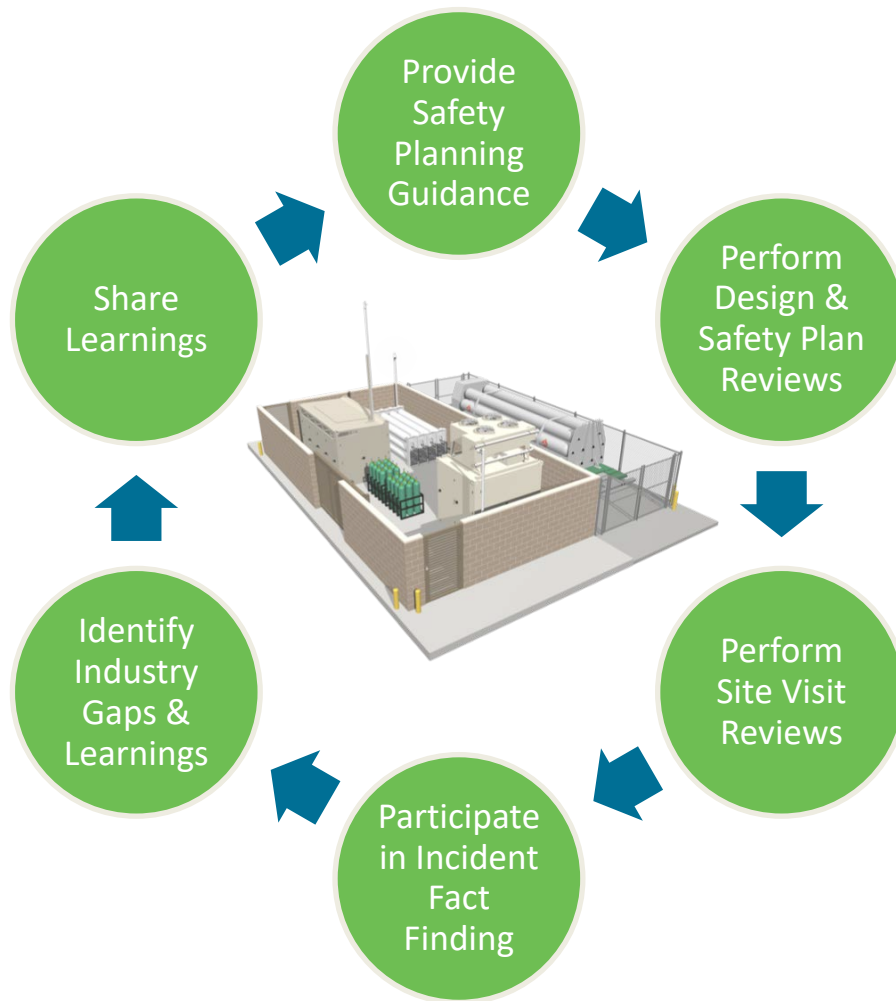 Provide
Safety
Planning
Guidance
Perform
Design &
Safety Plan
Reviews
Perform
Site Visit
Reviews
Participate
in Incident
Fact
Finding
Identify
Industry
Gaps &
Learnings
Share
Learnings